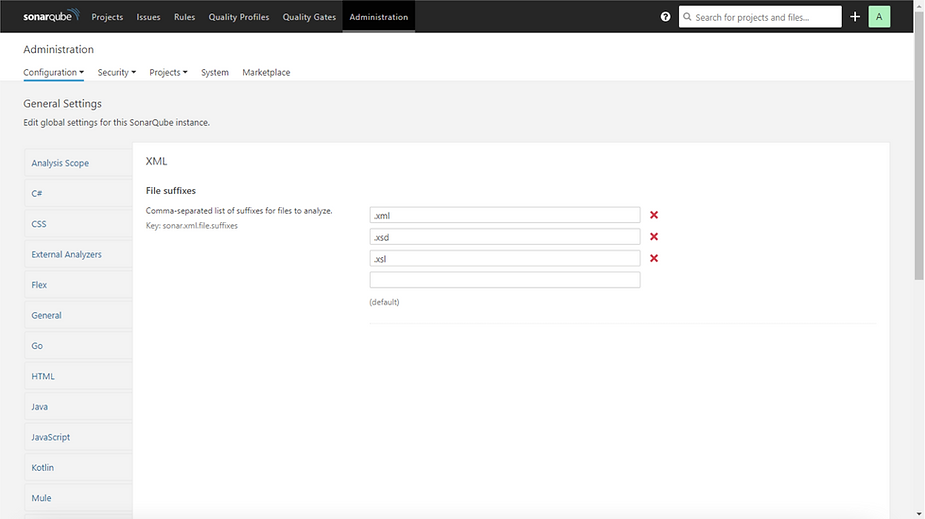 sonarqube Projects Issues Rules Quality Profiles Quality Gates Administration ? Search for projects and files... + A
Administration
Configuration Security Projects System Marketplace
General Settings
Edit global settings for this SonarQube instance.
Analysis Scope
C#
CSS
External Analyzers
Flex
General
Go
HTML
Java
JavaScript
Kotlin
Mule
XML
File suffixes
Comma-separated list of suffixes for files to analyze.
Key: sonar.xml.file.suffixes
.xml
.xsd
.xsl
(default)